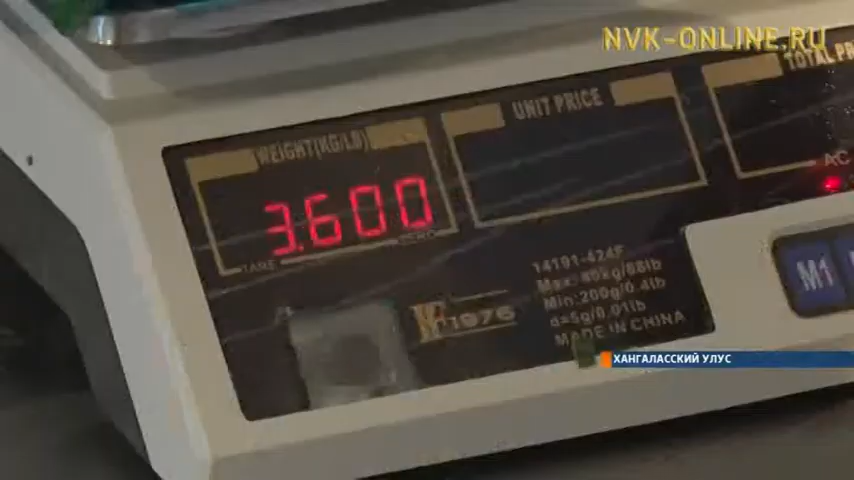 NVK-ONLINE.RU
WEIGHT(KG/LB)
UNIT PRICE
TOTAL
3.600
TARE
ZERO
AC
14191-424F
Max: 40kg/88lb
Min:200g/0.4lb
d=5g/0.01lb
MADE IN CHINA
1976
M1
ХАНГАЛАССКИЙ УЛУС